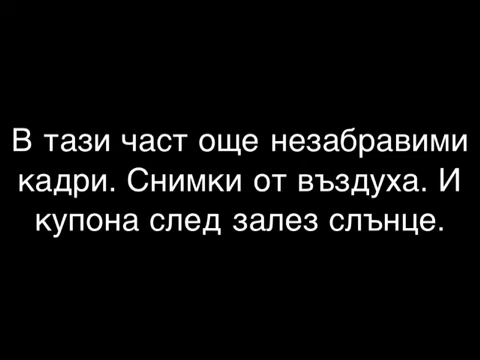 В тази част още незабравими
кадри. Снимки от въздуха. И
купона след залез слънце.